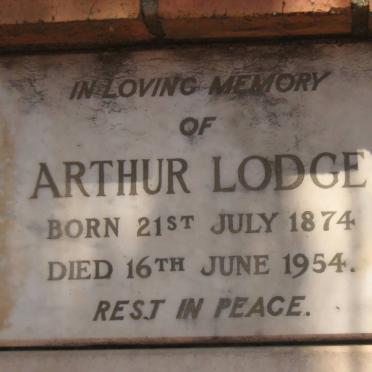 IN LOVING MEMORY
OF
ARTHUR LODGE
BORN 21ST JULY 1874
DIED 16TH JUNE 1954.
REST IN PEACE.